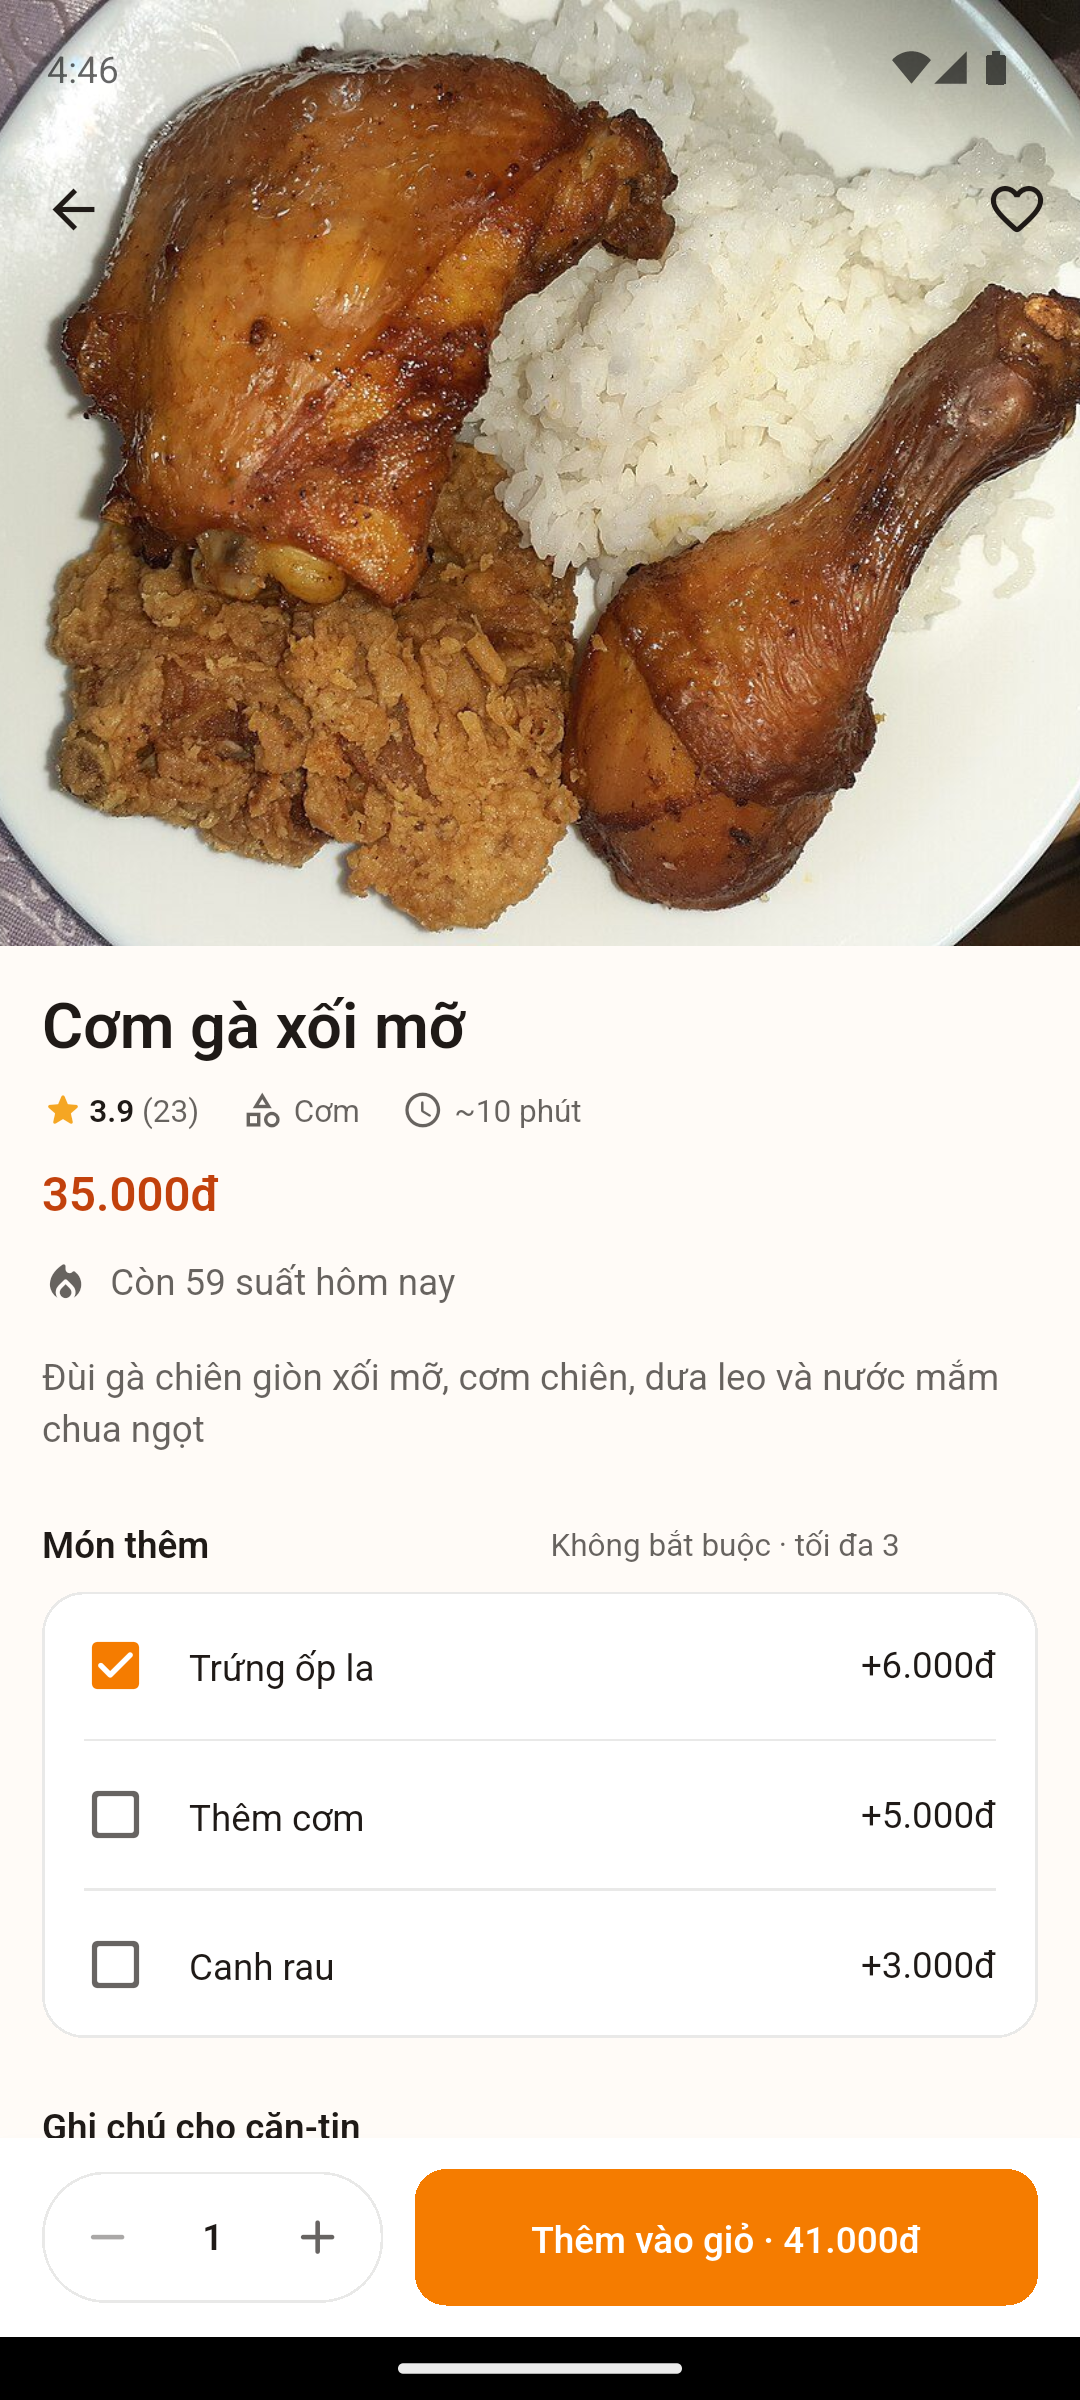 4:46
Cơm gà xối mỡ
3.9 (23) Cơm ~10 phút
35.000đ
Còn 59 suất hôm nay
Đùi gà chiên giòn xối mỡ, cơm chiên, dưa leo và nước mắm
chua ngọt
Món thêm Không bắt buộc · tối đa 3
Trứng ốp la +6.000đ
Thêm cơm +5.000đ
Canh rau +3.000đ
Ghi chú cho căn-tin
1 Thêm vào giỏ · 41.000đ